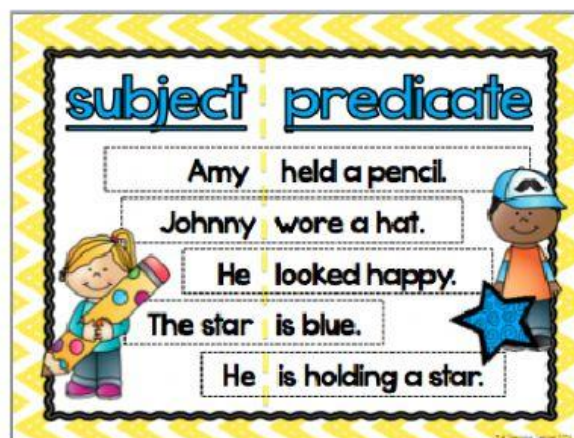 subject predicate
Amy held a pencil.
Johnny wore a hat.
He looked happy.
The star is blue.
He is holding a star.